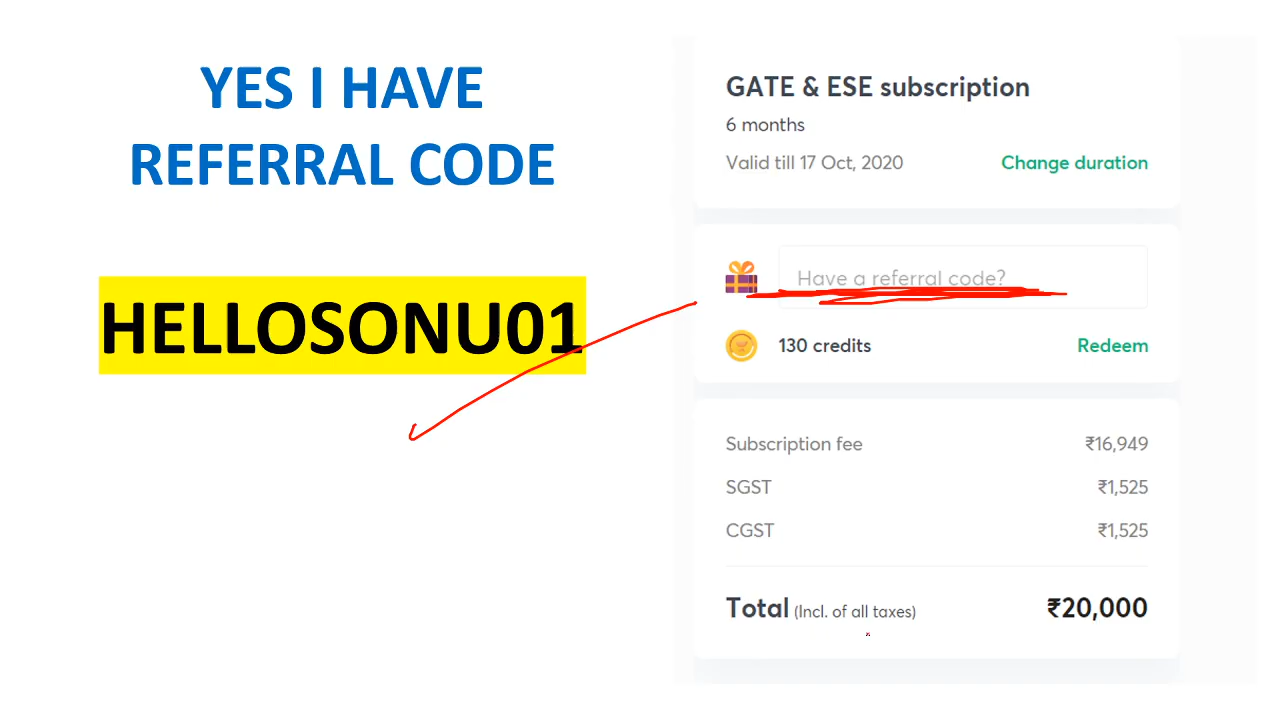 YES I HAVE
REFERRAL CODE
HELLOSONU01
GATE & ESE subscription
6 months
Valid till 17 Oct, 2020 Change duration
Have a referral code?
130 credits Redeem
Subscription fee ₹16,949
SGST ₹1,525
CGST ₹1,525
Total (Incl. of all taxes) ₹20,000